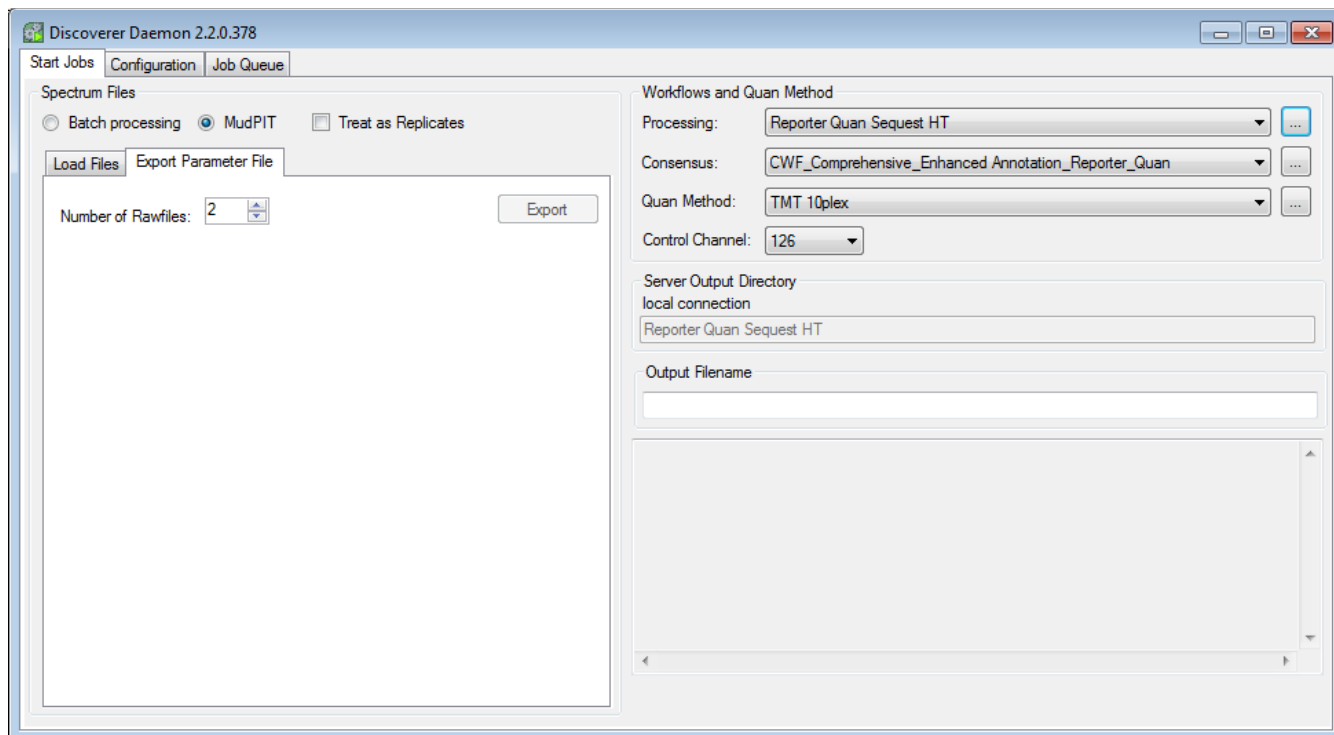 Discoverer Daemon 2.2.0.378
Start Jobs Configuration Job Queue
Spectrum Files
Batch processing MudPIT Treat as Replicates
Load Files Export Parameter File
Number of Rawfiles: 2 Export
Workflows and Quan Method
Processing: Reporter Quan Sequest HT ...
Consensus: CWF_Comprehensive_Enhanced Annotation_Reporter_Quan ...
Quan Method: TMT 10plex ...
Control Channel: 126
Server Output Directory
local connection
Reporter Quan Sequest HT
Output Filename